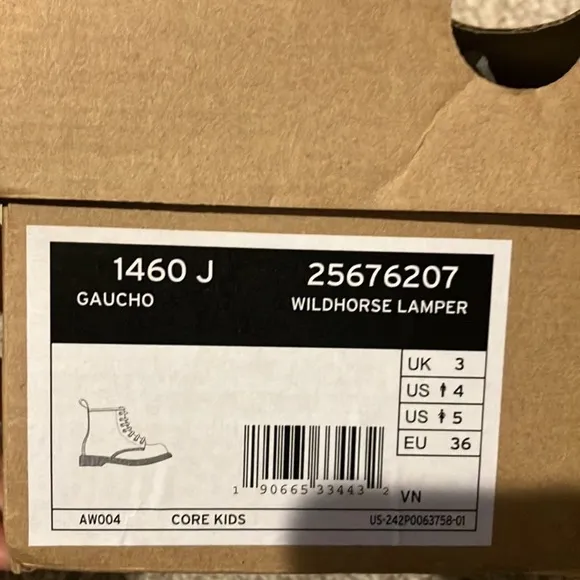 1460 J 25676207
GAUCHO WILDHORSE LAMPER
UK 3
US 4
US 5
EU 36
1 90665 33443 2
VN
AW004 CORE KIDS US-242P0063758-01